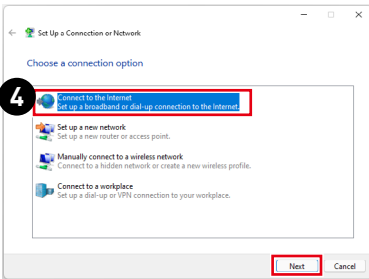 Set Up a Connection or Network
Choose a connection option
4
Connect to the Internet
Set up a broadband or dial-up connection to the Internet.
Set up a new network
Set up a new router or access point.
Manually connect to a wireless network
Connect to a hidden network or create a new wireless profile.
Connect to a workplace
Set up a dial-up or VPN connection to your workplace.
Next Cancel